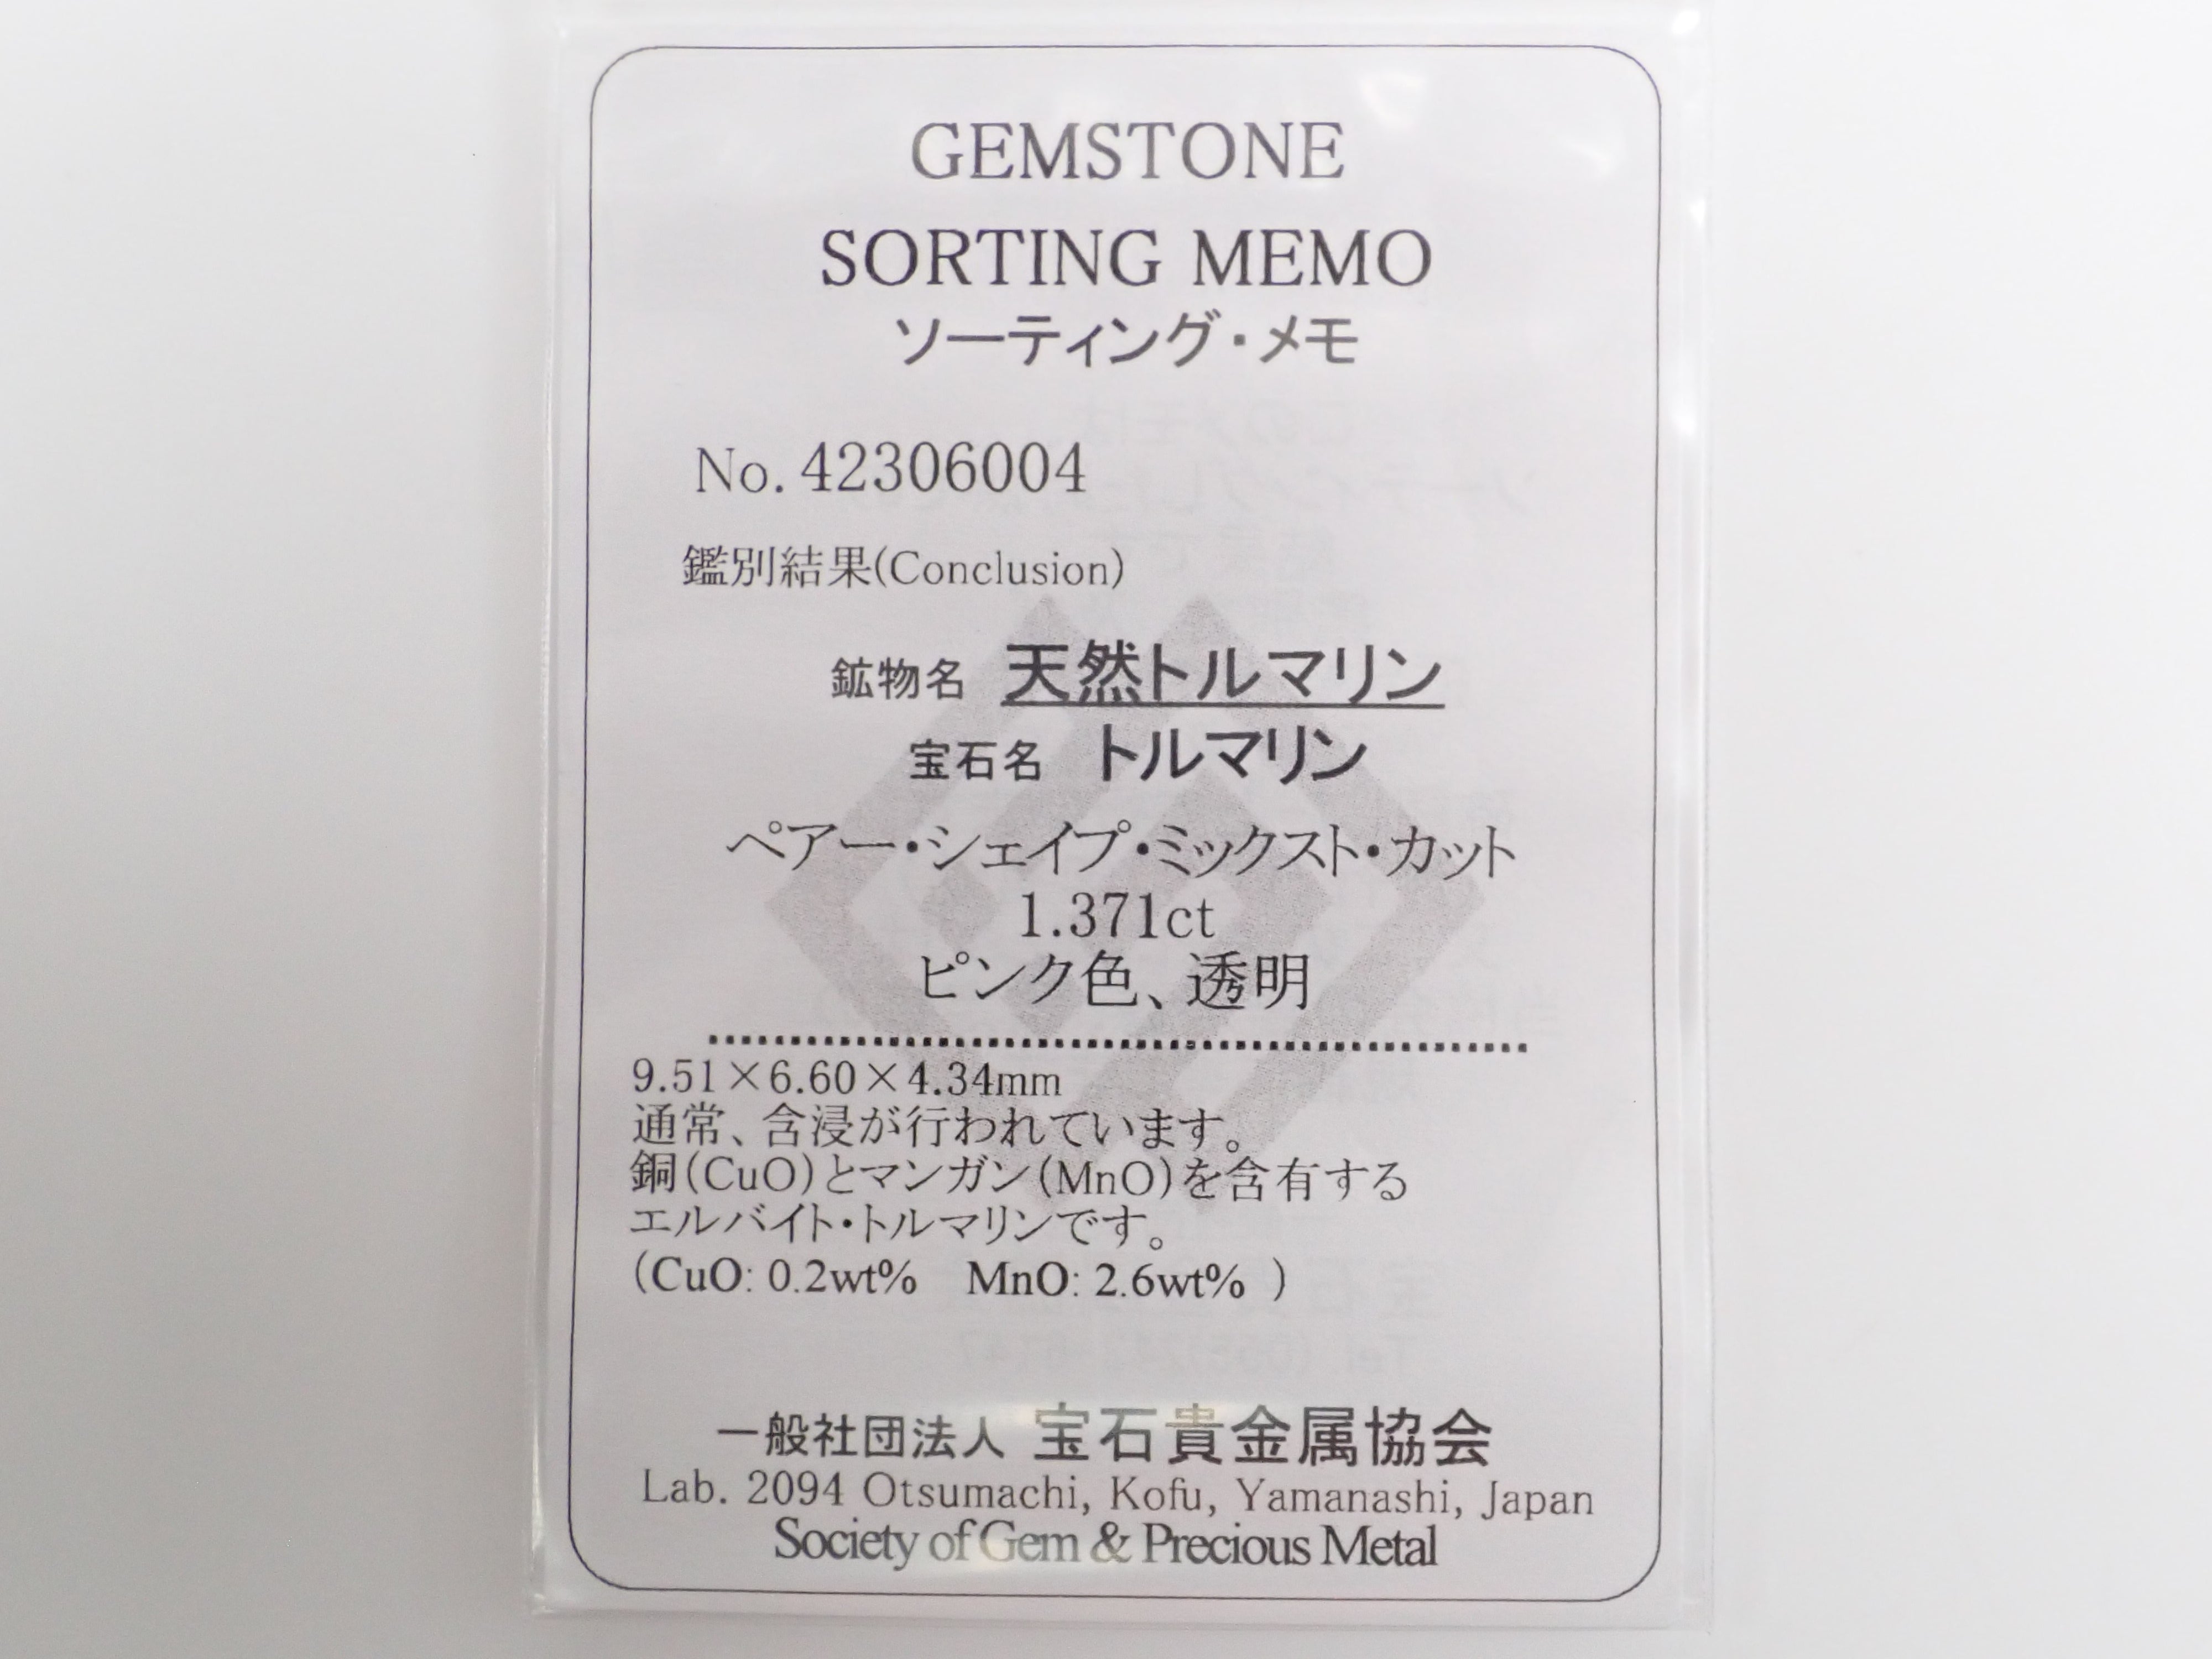 GEMSTONE
SORTING MEMO
ソーティング・メモ
No. 42306004
鑑別結果(Conclusion)
鉱物名 天然トルマリン
宝石名 トルマリン
ペアー・シェイプ・ミックスト・カット
1.371ct
ピンク色、透明
9.51×6.60×4.34mm
通常、含浸が行われています。
銅(CuO)とマンガン(MnO)を含有する
エルバイト・トルマリンです。
(CuO: 0.2wt% MnO: 2.6wt% )
一般社団法人 宝石貴金属協会
Lab. 2094 Otsumachi, Kofu, Yamanashi, Japan
Society of Gem & Precious Metal